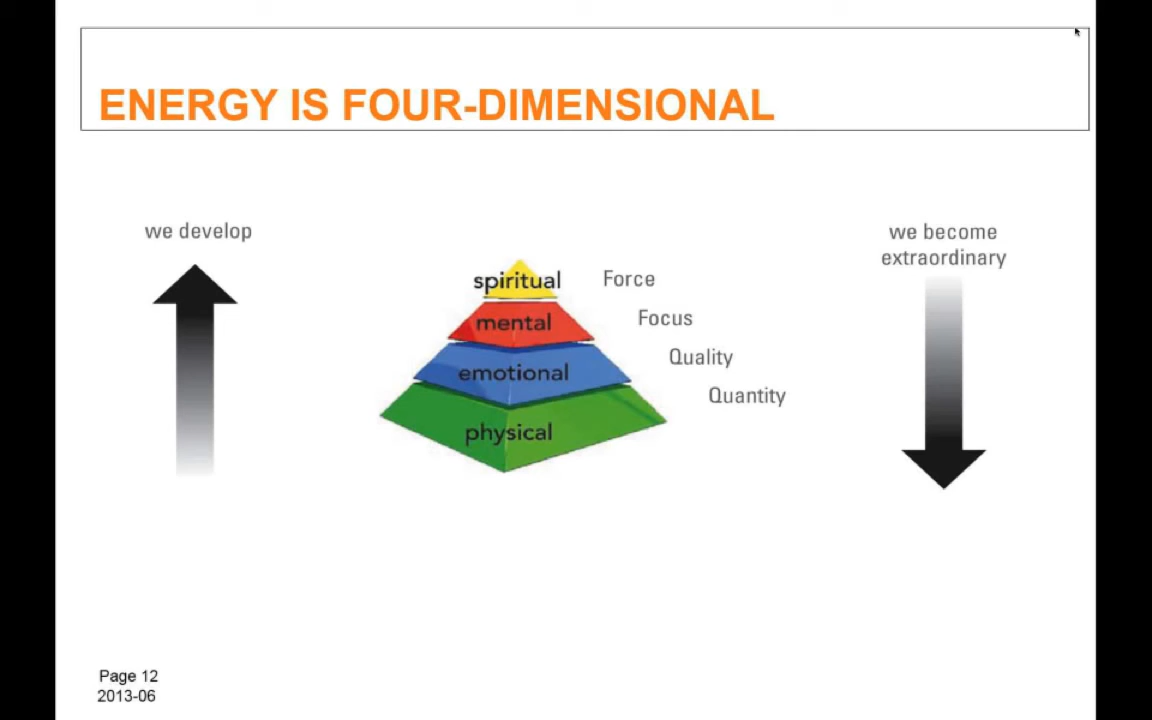 ENERGY IS FOUR-DIMENSIONAL
we develop
we become
extraordinary
spiritual
Force
mental
Focus
emotional
Quality
physical
Quantity
Page 12
2013-06